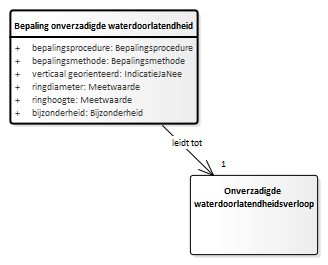 Bepaling onverzadigde waterdoorlatendheid
+ bepalingsprocedure: Bepalingsprocedure
+ bepalingsmethode: Bepalingsmethode
+ verticaal georienteerd: IndicatieJaNee
+ ringdiameter: Meetwaarde
+ ringhoogte: Meetwaarde
+ bijzonderheid: Bijzonderheid
leidt tot
1
Onverzadigde
waterdoorlatendheidsverloop